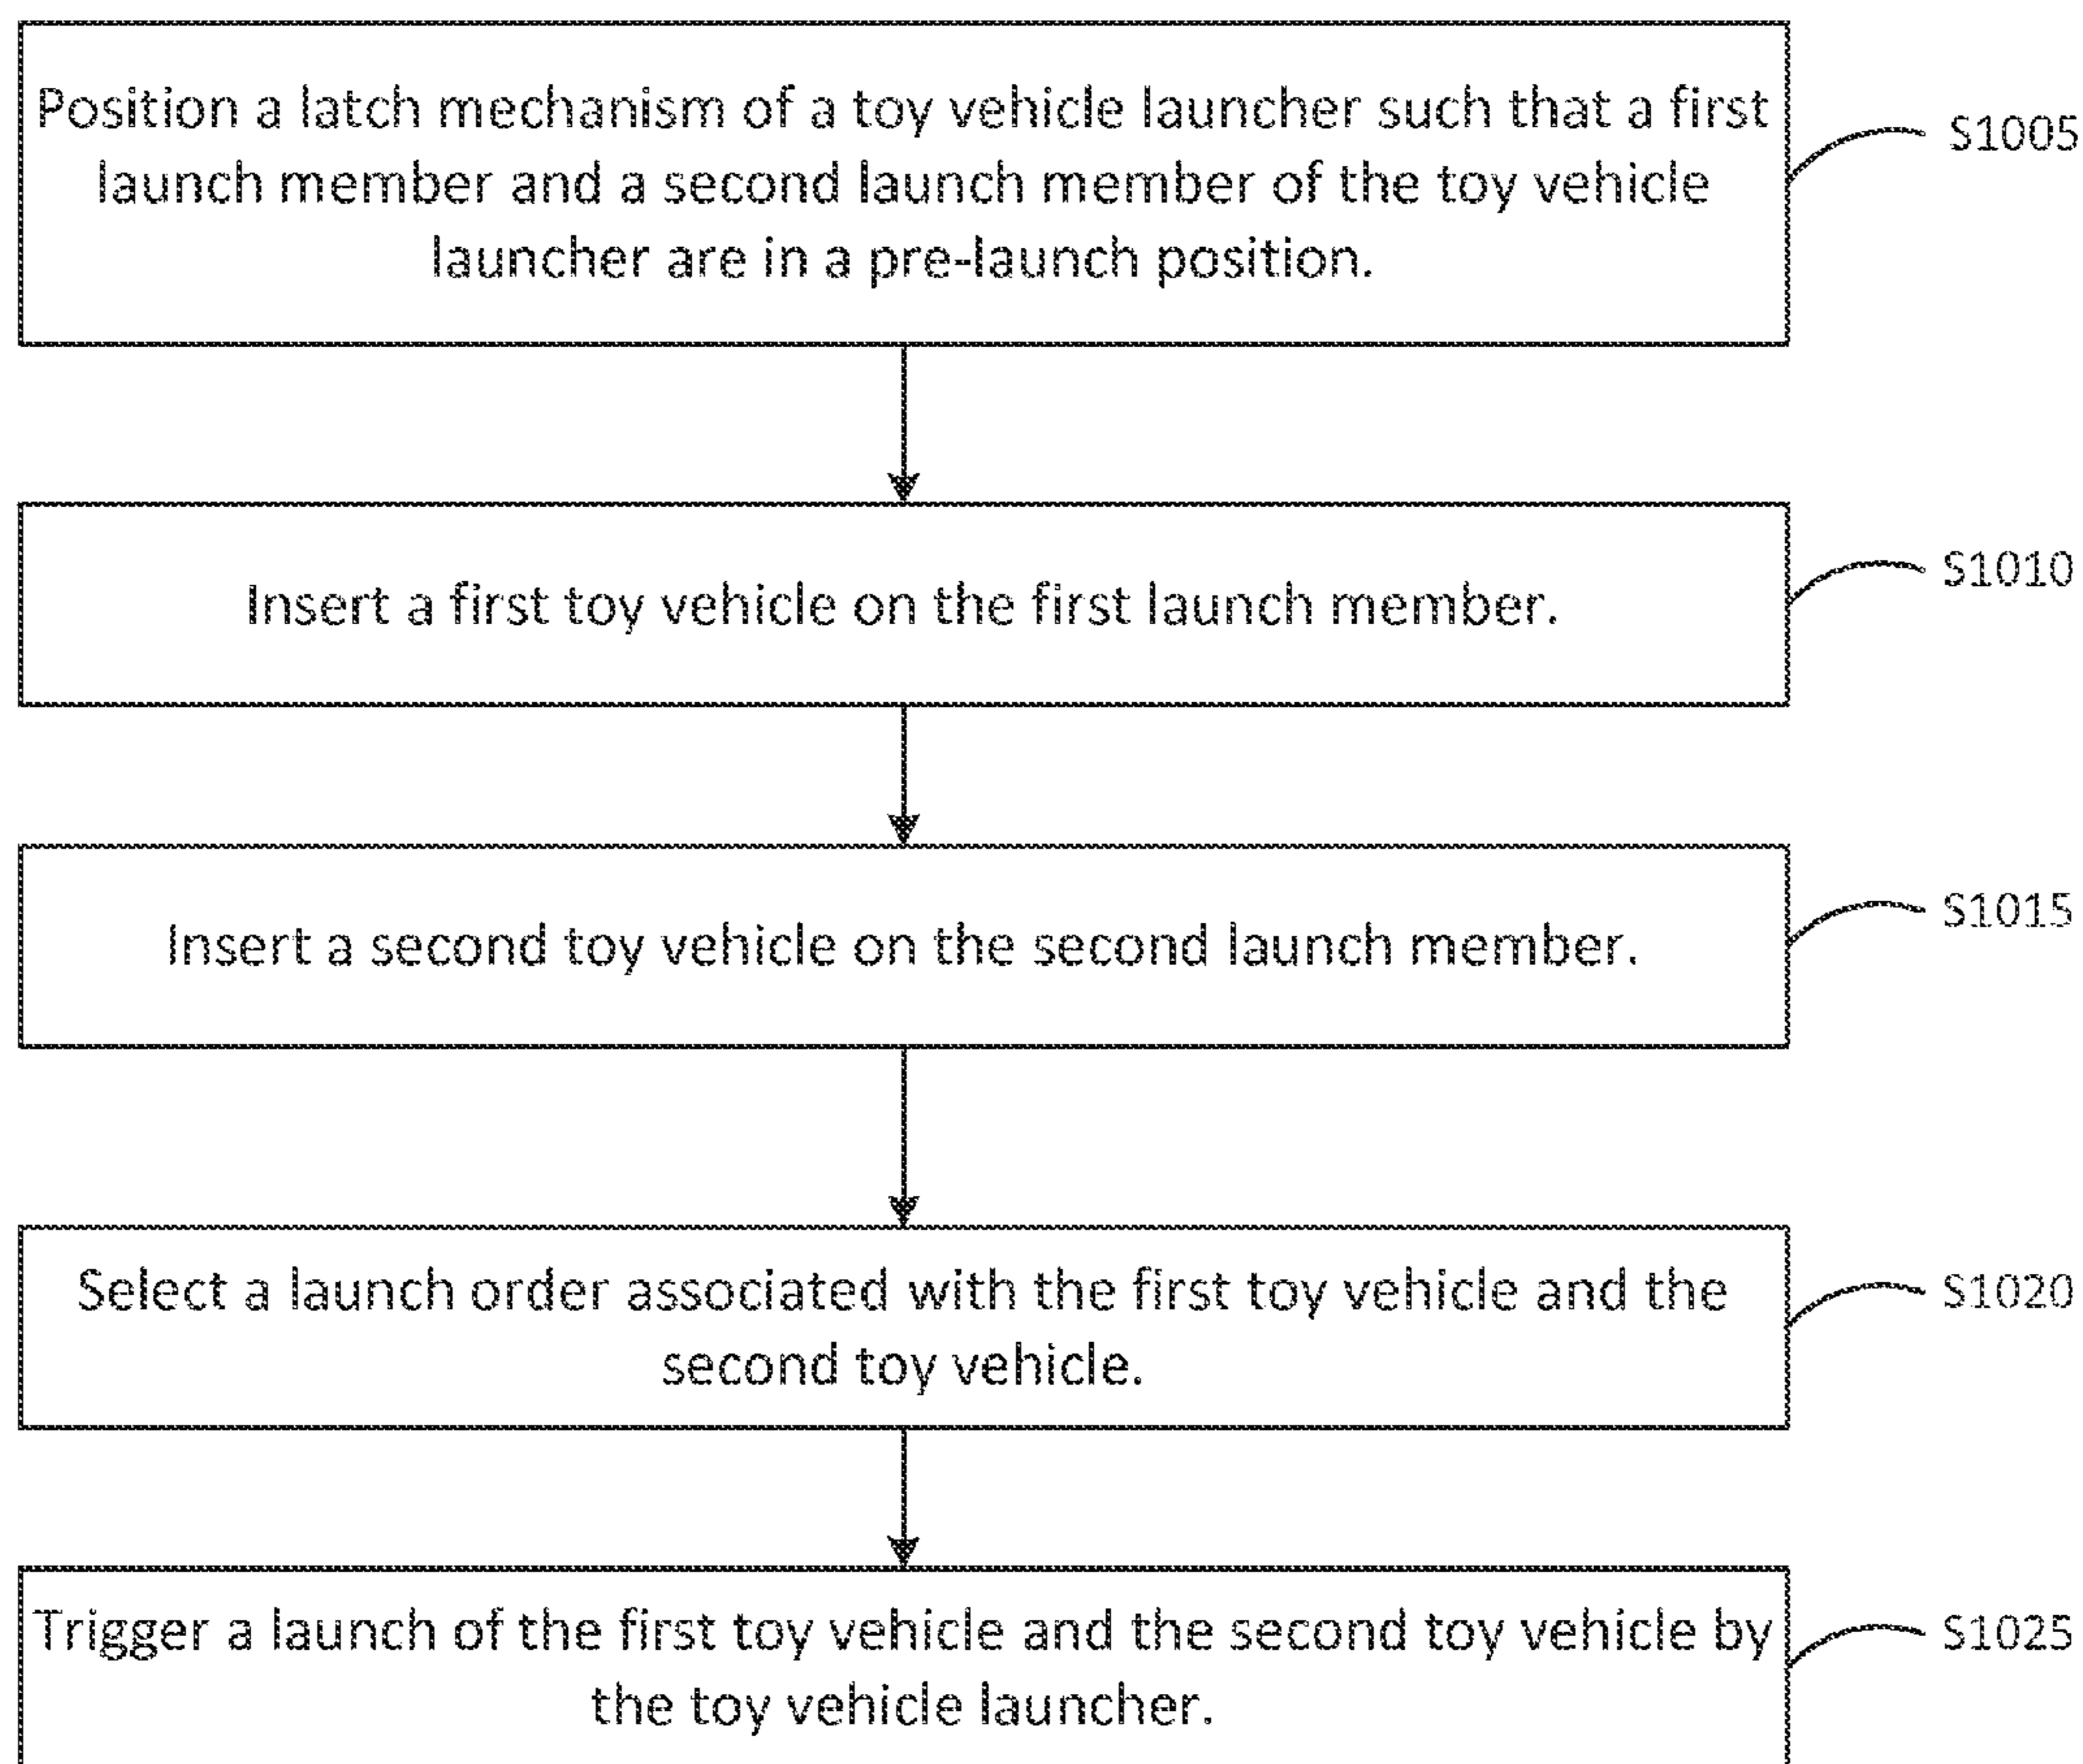 Position a latch mechanism of a toy vehicle launcher such that a first
launch member and a second launch member of the toy vehicle
launcher are in a pre-launch position.
S1005
Insert a first toy vehicle on the first launch member.
S1010
Insert a second toy vehicle on the second launch member.
S1015
Select a launch order associated with the first toy vehicle and the
second toy vehicle.
S1020
Trigger a launch of the first toy vehicle and the second toy vehicle by
the toy vehicle launcher.
S1025